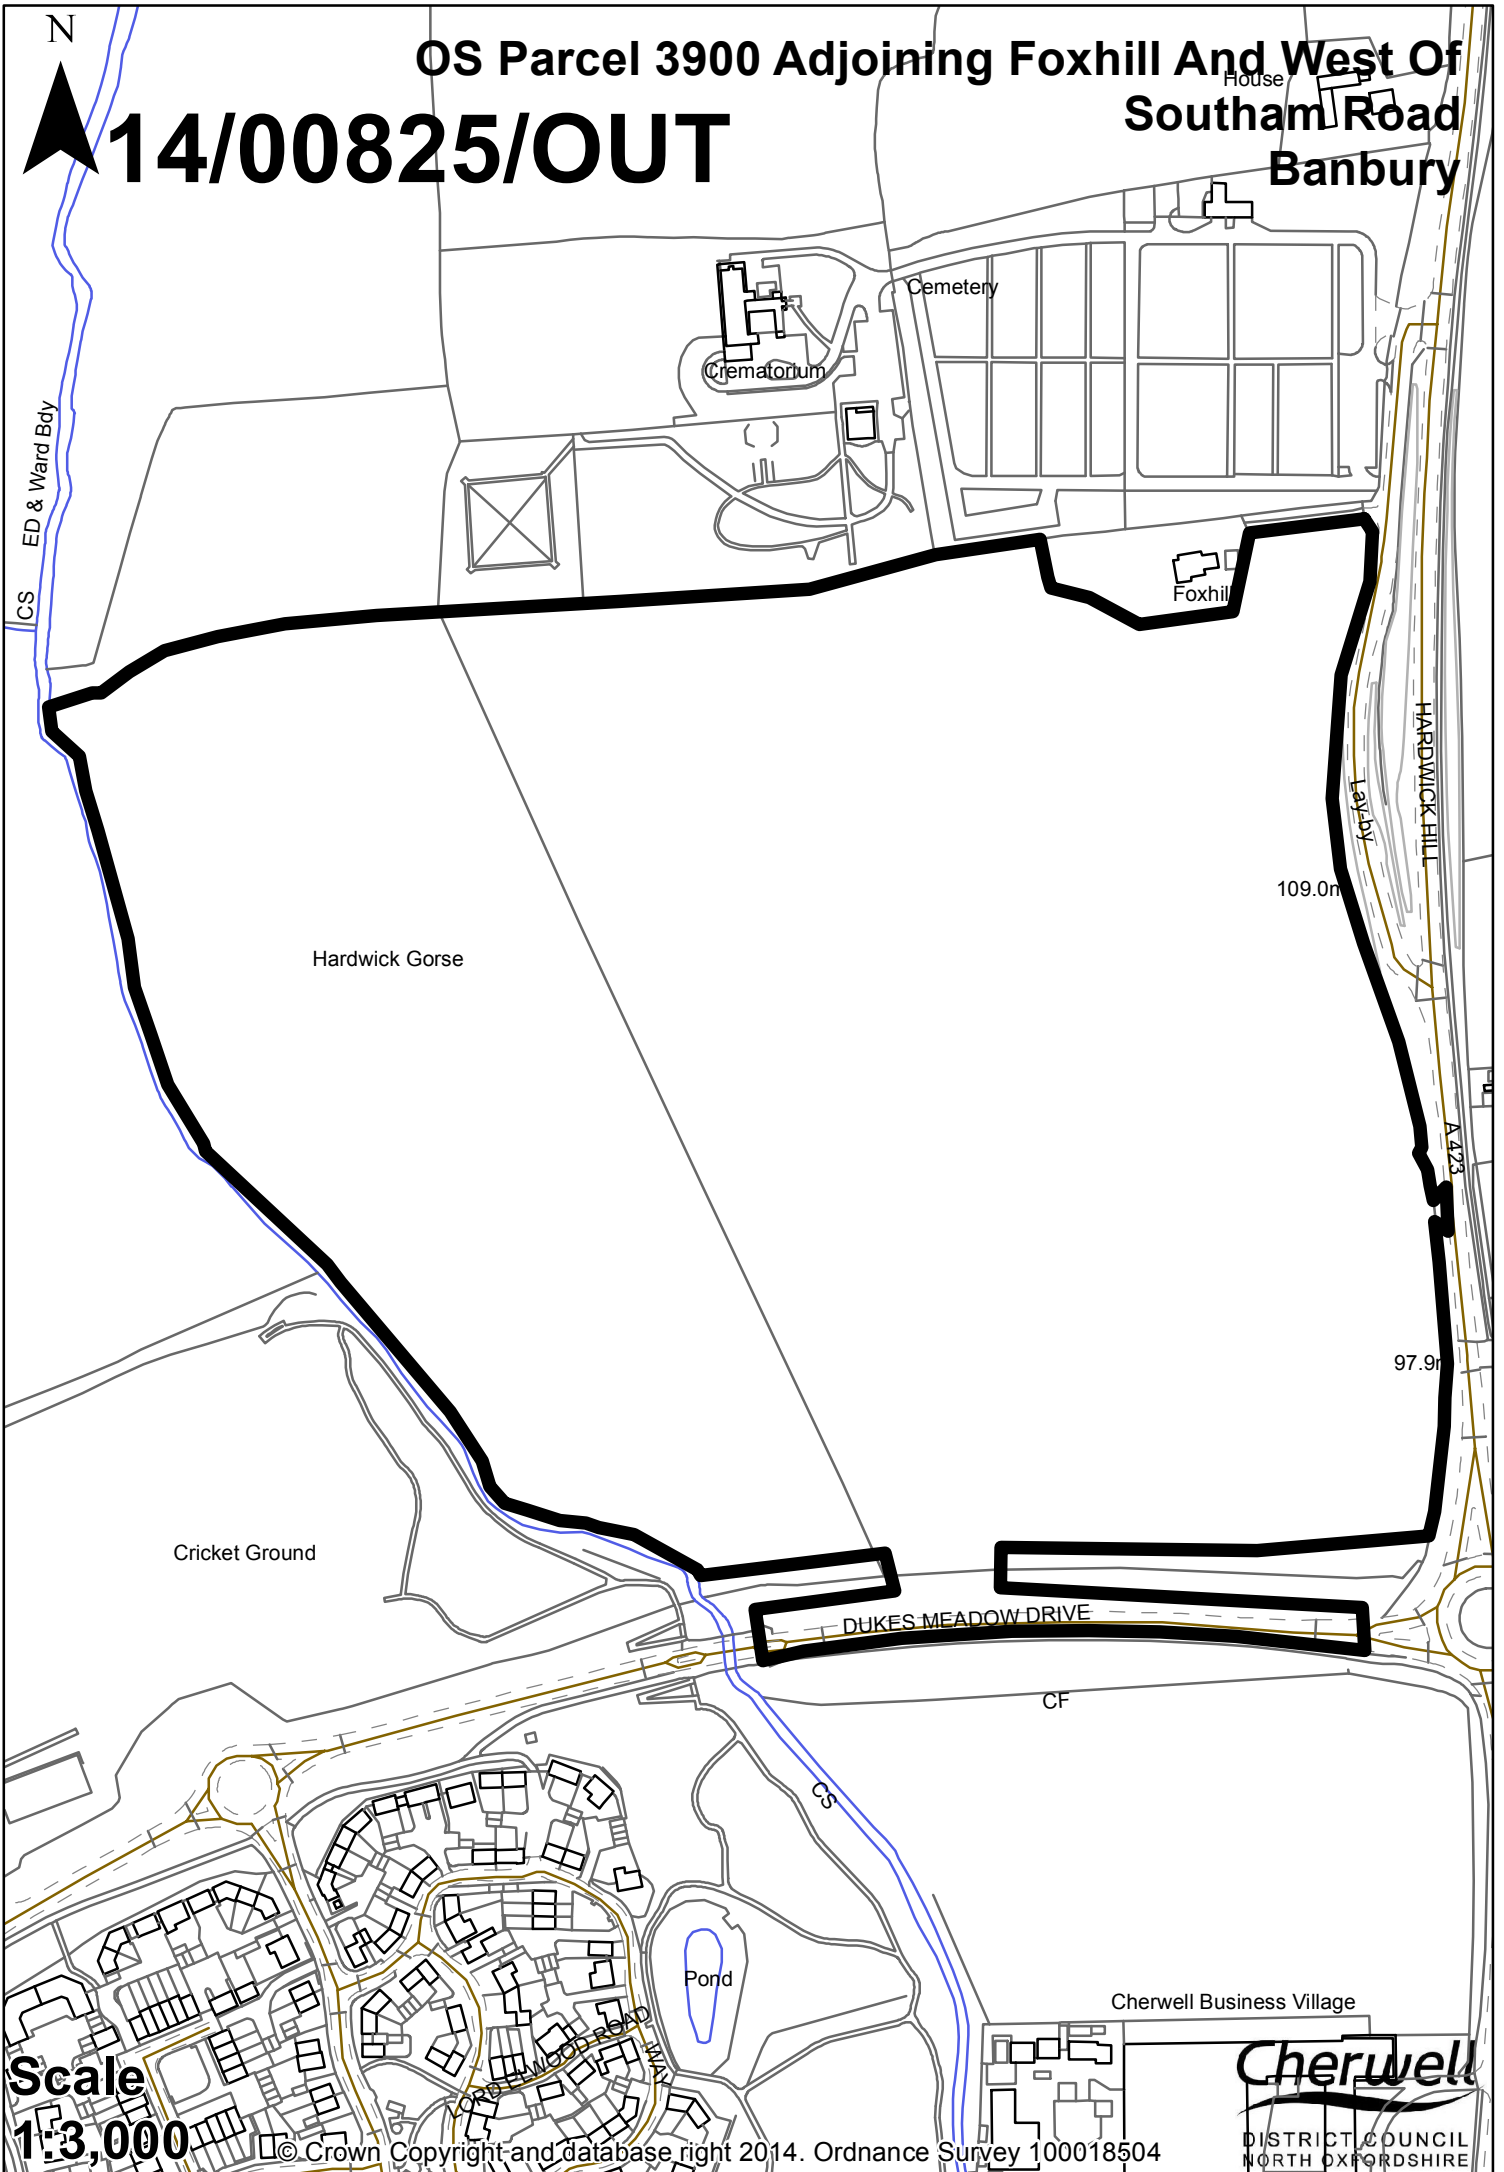 N
OS Parcel 3900 Adjoining Foxhill And West Of
Southam Road
Banbury
14/00825/OUT
House
Cemetery
Crematorium
ED & Ward Bdy
CS
Foxhill
HARDWICK HILL
Lay-by
109.0m
Hardwick Gorse
A 423
97.9m
Cricket Ground
DUKES MEADOW DRIVE
CF
CS
Pond
Cherwell Business Village
LORD ELWOOD ROAD
WAY
Scale
1:3,000
© Crown Copyright and database right 2014. Ordnance Survey 100018504
Cherwell
DISTRICT COUNCIL
NORTH OXFORDSHIRE